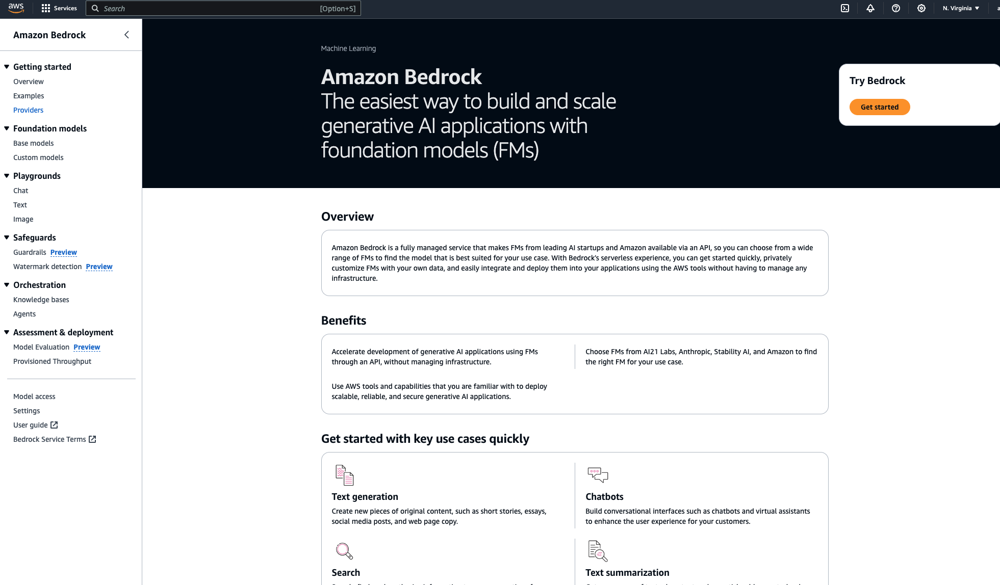 aws
Services
Search
[Option+S]
N. Virginia
Amazon Bedrock
Getting started
Overview
Examples
Providers
Foundation models
Base models
Custom models
Playgrounds
Chat
Text
Image
Safeguards
Guardrails Preview
Watermark detection Preview
Orchestration
Knowledge bases
Agents
Assessment & deployment
Model Evaluation Preview
Provisioned Throughput
Model access
Settings
User guide
Bedrock Service Terms
Machine Learning
Amazon Bedrock
The easiest way to build and scale
generative AI applications with
foundation models (FMs)
Try Bedrock
Get started
Overview
Amazon Bedrock is a fully managed service that makes FMs from leading AI startups and Amazon available via an API, so you can choose from a wide
range of FMs to find the model that is best suited for your use case. With Bedrock's serverless experience, you can get started quickly, privately
customize FMs with your own data, and easily integrate and deploy them into your applications using the AWS tools without having to manage any
infrastructure.
Benefits
Accelerate development of generative AI applications using FMs
through an API, without managing infrastructure.
Choose FMs from AI21 Labs, Anthropic, Stability AI, and Amazon to find
the right FM for your use case.
Use AWS tools and capabilities that you are familiar with to deploy
scalable, reliable, and secure generative AI applications.
Get started with key use cases quickly
Text generation
Create new pieces of original content, such as short stories, essays,
social media posts, and web page copy.
Chatbots
Build conversational interfaces such as chatbots and virtual assistants
to enhance the user experience for your customers.
Search
Text summarization